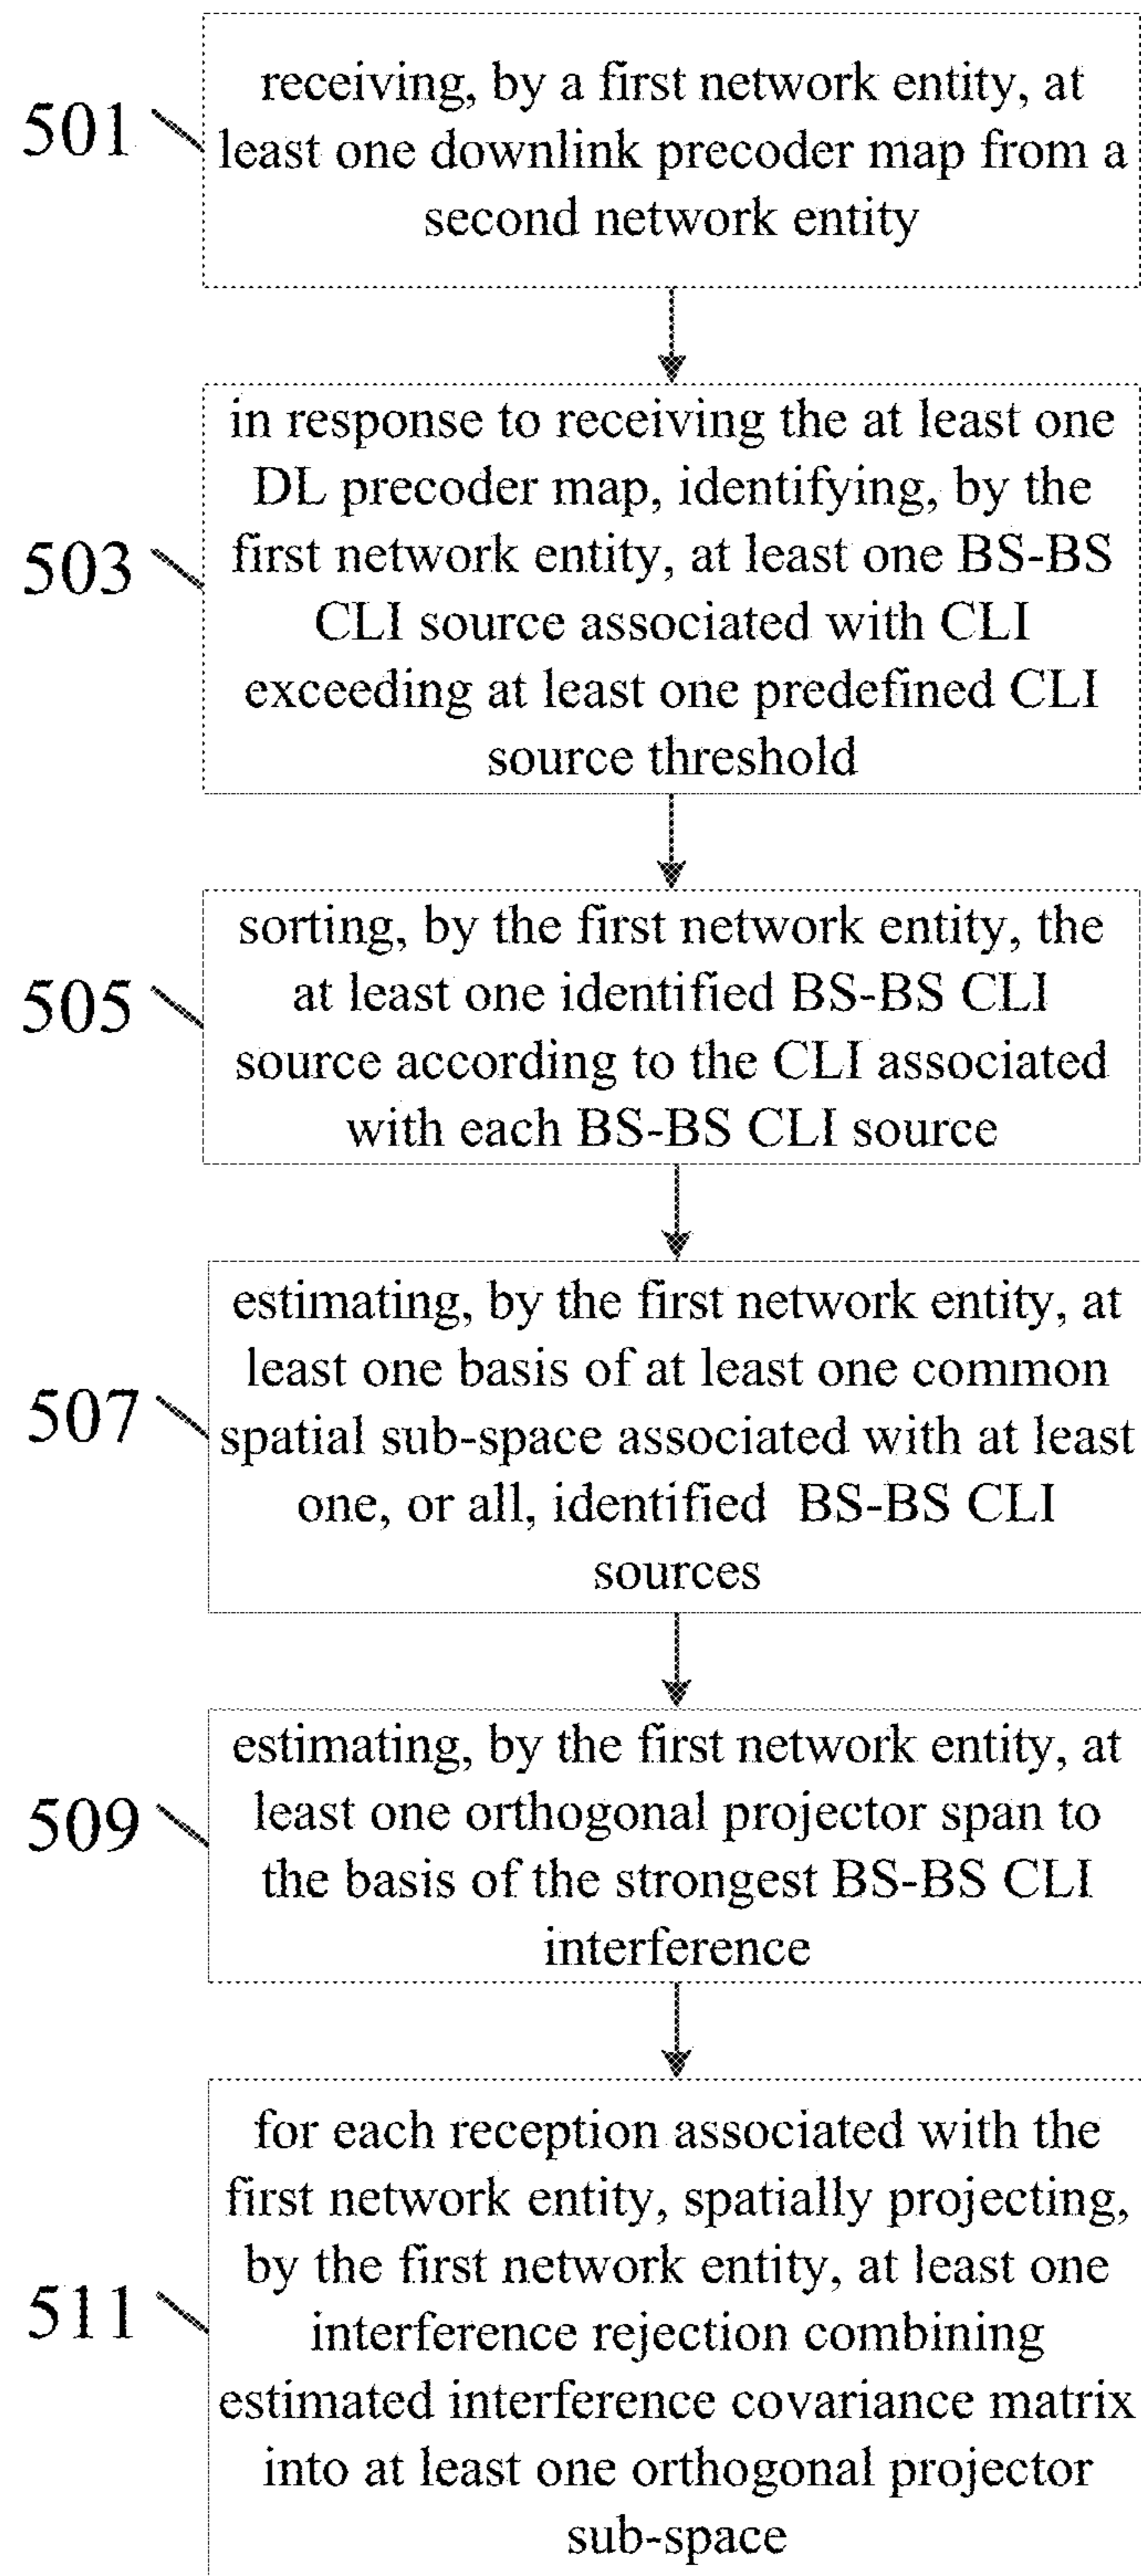 receiving, by a first network entity, at
501
least one downlink precoder map from a
second network entity
in response to receiving the at least one
DL precoder map, identifying, by the
first network entity, at least one BS-BS
503
CLI source associated with CLI
exceeding at least one predefined CLI
source threshold
sorting, by the first network entity, the
at least one identified BS-BS CLI
505
source according to the CLI associated
with each BS-BS CLI source
estimating, by the first network entity, at
least one basis of at least one common
507
spatial sub-space associated with at least
one, or all, identified BS-BS CLI
sources
estimating, by the first network entity, at
least one orthogonal projector span to
509
the basis of the strongest BS-BS CLI
interference
for each reception associated with the
first network entity, spatially projecting,
by the first network entity, at least one
511
interference rejection combining
estimated interference covariance matrix
into at least one orthogonal projector
sub-space